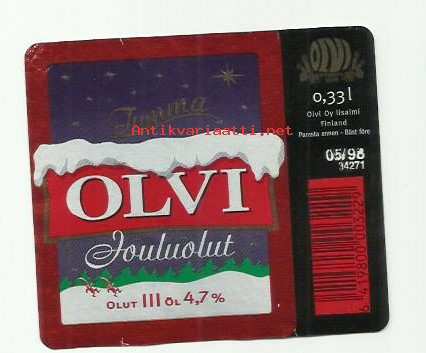 Tumma
Antikvariaatti.net
OLVI
Jouluolut
OLUT III ÖL 4,7 %
OLVI
0,33 l
Olvi Oy Iisalmi
Finland
Parasta ennen - Bäst före
05/98
34271